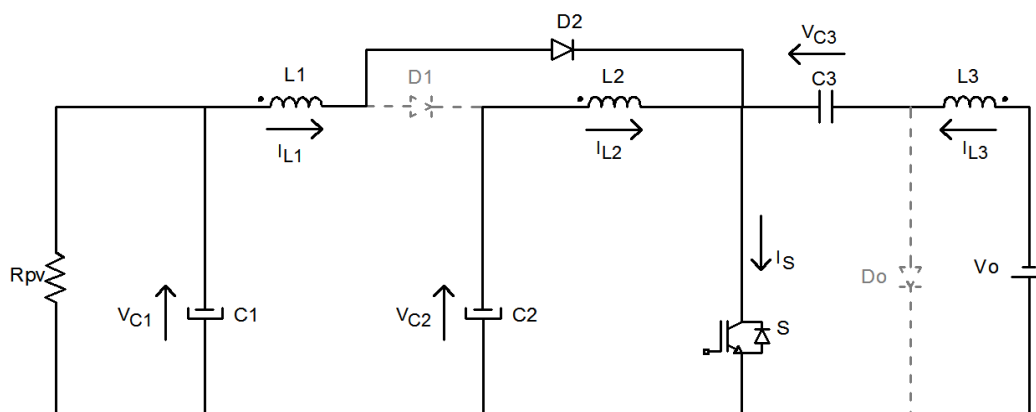 D2
VC3
L1
D1
L2
C3
L3
IL1
IL2
IL3
IS
Rpv
Do
Vo
VC1
C1
VC2
C2
S